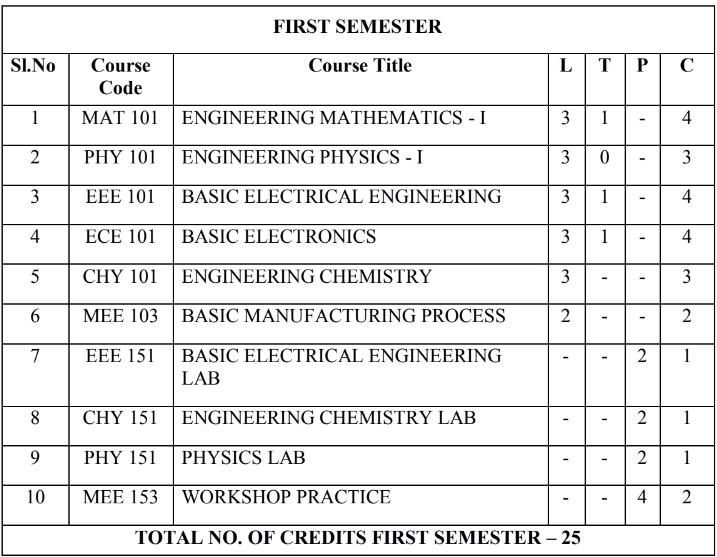 FIRST SEMESTER
Sl.No Course Code Course Title L T P C
1 MAT 101 ENGINEERING MATHEMATICS - I 3 1 - 4
2 PHY 101 ENGINEERING PHYSICS - I 3 0 - 3
3 EEE 101 BASIC ELECTRICAL ENGINEERING 3 1 - 4
4 ECE 101 BASIC ELECTRONICS 3 1 - 4
5 CHY 101 ENGINEERING CHEMISTRY 3 - - 3
6 MEE 103 BASIC MANUFACTURING PROCESS 2 - - 2
7 EEE 151 BASIC ELECTRICAL ENGINEERING LAB - - 2 1
8 CHY 151 ENGINEERING CHEMISTRY LAB - - 2 1
9 PHY 151 PHYSICS LAB - - 2 1
10 MEE 153 WORKSHOP PRACTICE - - 4 2
TOTAL NO. OF CREDITS FIRST SEMESTER – 25